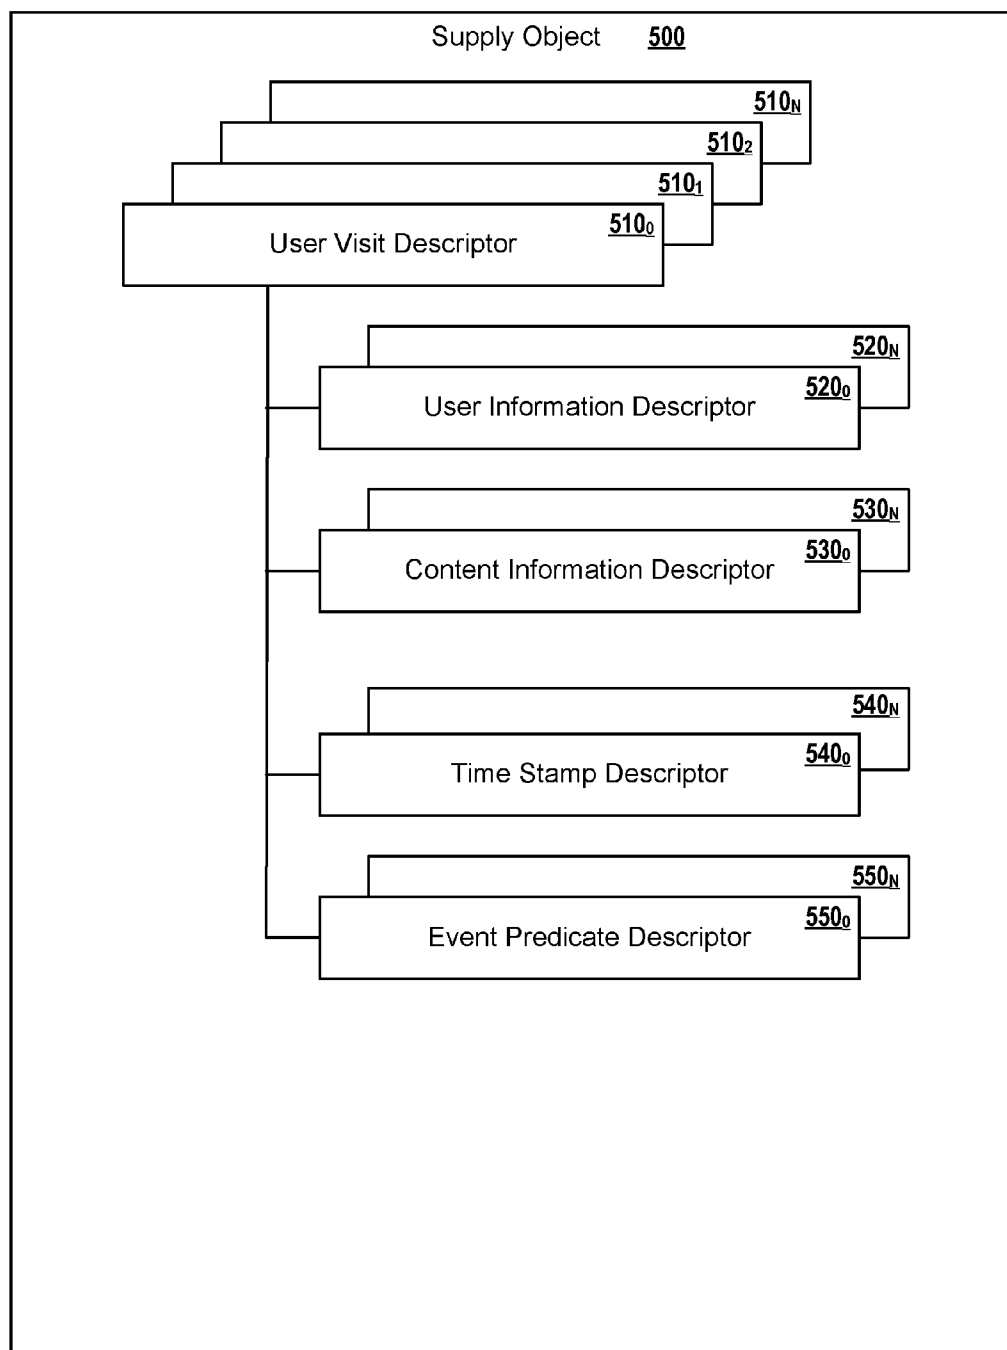 Supply Object 500
510N
5102
5101
5100
User Visit Descriptor
520N
5200
User Information Descriptor
530N
5300
Content Information Descriptor
540N
5400
Time Stamp Descriptor
550N
5500
Event Predicate Descriptor